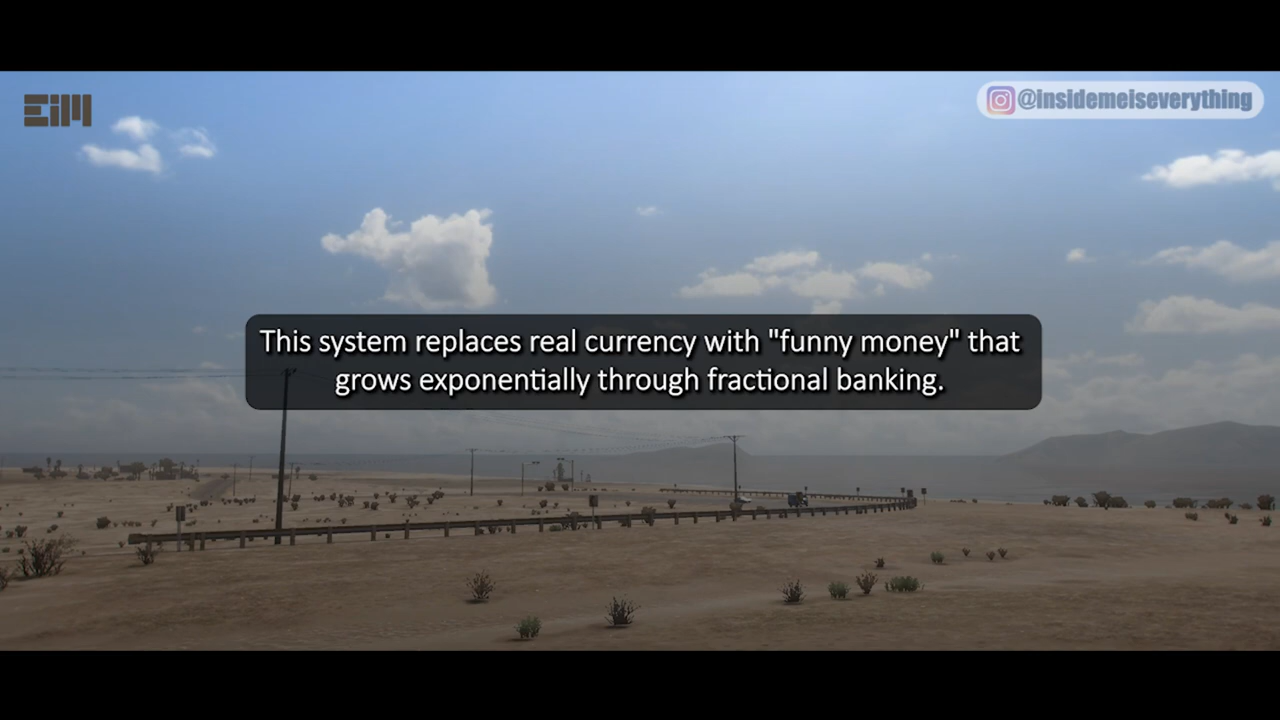 EiM
@insidemeiseverything
This system replaces real currency with "funny money" that
grows exponentially through fractional banking.